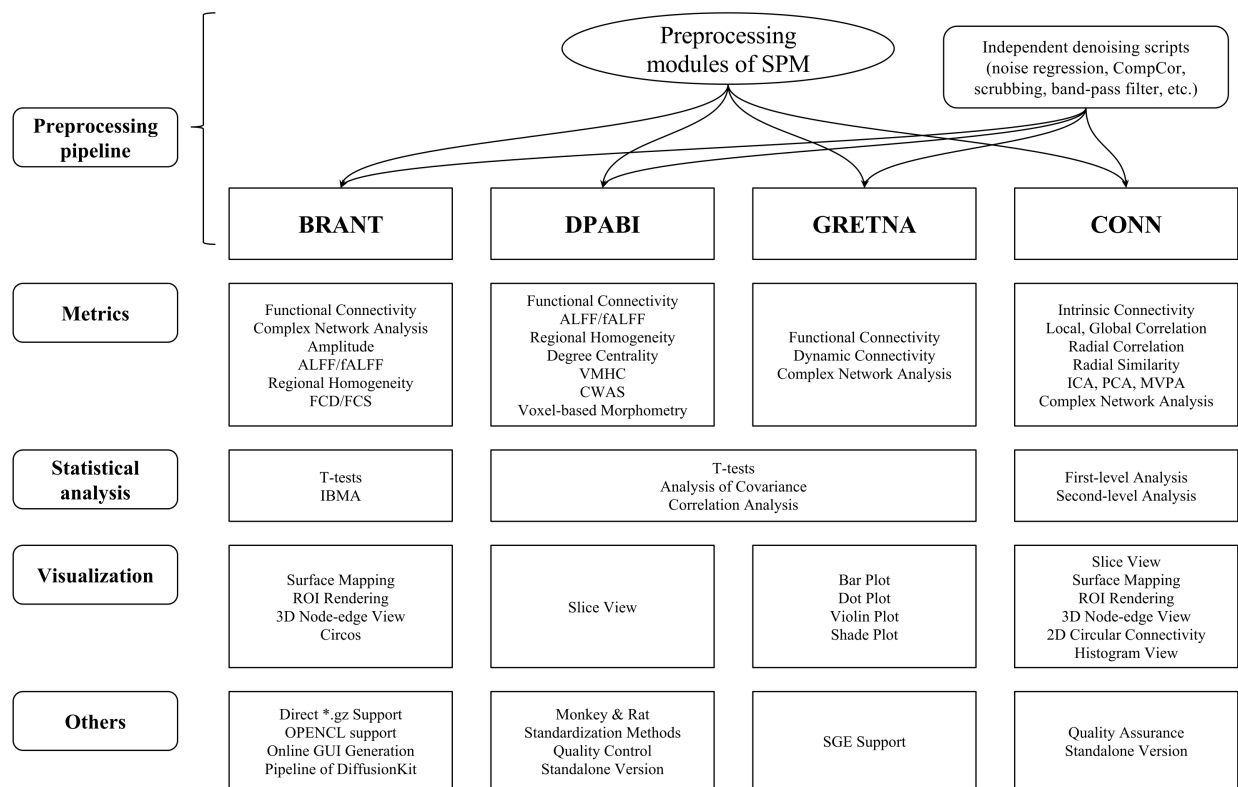 Preprocessing
modules of SPM
Independent denoising scripts
(noise regression, CompCor,
scrubbing, band-pass filter, etc.)
Preprocessing
pipeline
BRANT
DPABI
GRETNA
CONN
Metrics
Functional Connectivity
Complex Network Analysis
Amplitude
ALFF/fALFF
Regional Homogeneity
FCD/FCS
Functional Connectivity
ALFF/fALFF
Regional Homogeneity
Degree Centrality
VMHC
CWAS
Voxel-based Morphometry
Functional Connectivity
Dynamic Connectivity
Complex Network Analysis
Intrinsic Connectivity
Local, Global Correlation
Radial Correlation
Radial Similarity
ICA, PCA, MVPA
Complex Network Analysis
Statistical
analysis
T-tests
IBMA
T-tests
Analysis of Covariance
Correlation Analysis
First-level Analysis
Second-level Analysis
Visualization
Surface Mapping
ROI Rendering
3D Node-edge View
Circos
Slice View
Bar Plot
Dot Plot
Violin Plot
Shade Plot
Slice View
Surface Mapping
ROI Rendering
3D Node-edge View
2D Circular Connectivity
Histogram View
Others
Direct *.gz Support
OPENCL support
Online GUI Generation
Pipeline of DiffusionKit
Monkey & Rat
Standardization Methods
Quality Control
Standalone Version
SGE Support
Quality Assurance
Standalone Version